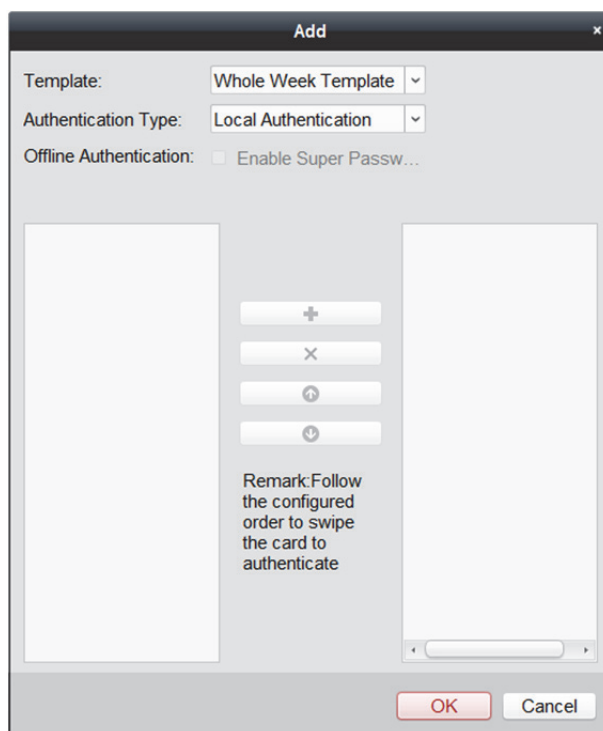 Add
Template: Whole Week Template
Authentication Type: Local Authentication
Offline Authentication: Enable Super Passw...
Remark:Follow
the configured
order to swipe
the card to
authenticate
OK Cancel